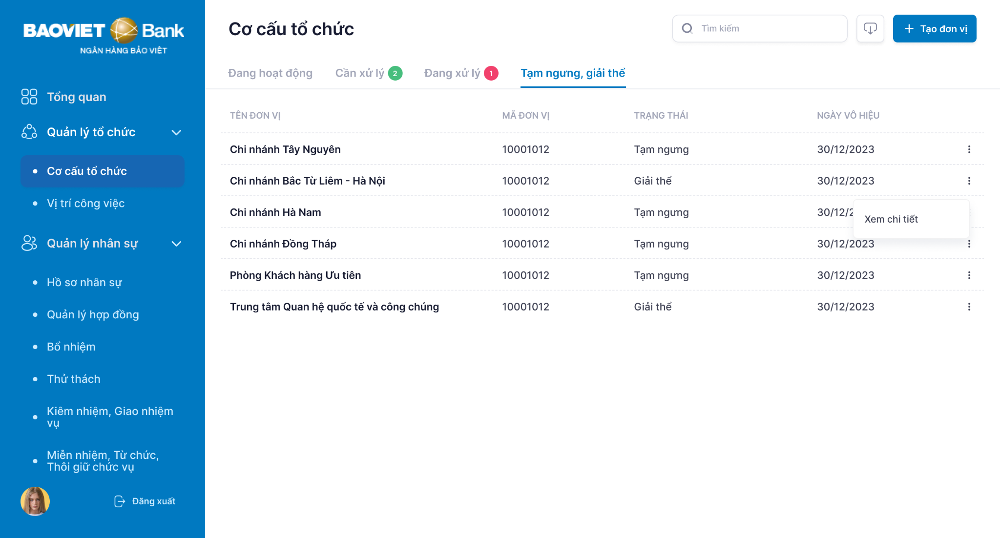 BAOVIET Bank
NGÂN HÀNG BẢO VIỆT
Tổng quan
Quản lý tổ chức
Cơ cấu tổ chức
Vị trí công việc
Quản lý nhân sự
Hồ sơ nhân sự
Quản lý hợp đồng
Bổ nhiệm
Thử thách
Kiêm nhiệm, Giao nhiệm
vụ
Miễn nhiệm, Từ chức,
Thôi giữ chức vụ
Đăng xuất
Cơ cấu tổ chức
Tìm kiếm
Tạo đơn vị
Đang hoạt động Cần xử lý 2 Đang xử lý 1 Tạm ngưng, giải thể
TÊN ĐƠN VỊ MÃ ĐƠN VỊ TRẠNG THÁI NGÀY VÔ HIỆU
Chi nhánh Tây Nguyên 10001012 Tạm ngưng 30/12/2023
Chi nhánh Bắc Từ Liêm - Hà Nội 10001012 Giải thể 30/12/2023
Chi nhánh Hà Nam 10001012 Tạm ngưng 30/12/2
Xem chi tiết
Chi nhánh Đồng Tháp 10001012 Tạm ngưng 30/12/2023
Phòng Khách hàng Ưu tiên 10001012 Tạm ngưng 30/12/2023
Trung tâm Quan hệ quốc tế và công chúng 10001012 Giải thể 30/12/2023